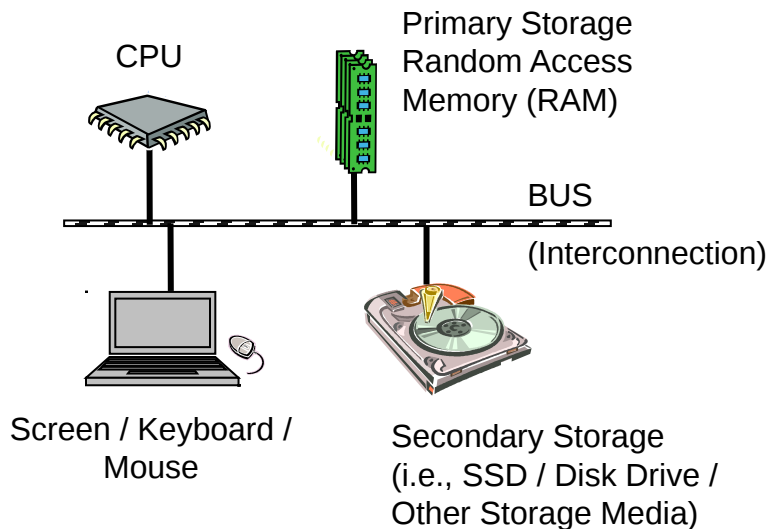 CPU
Primary Storage
Random Access
Memory (RAM)
BUS
(Interconnection)
Screen / Keyboard /
Mouse
Secondary Storage
(i.e., SSD / Disk Drive /
Other Storage Media)